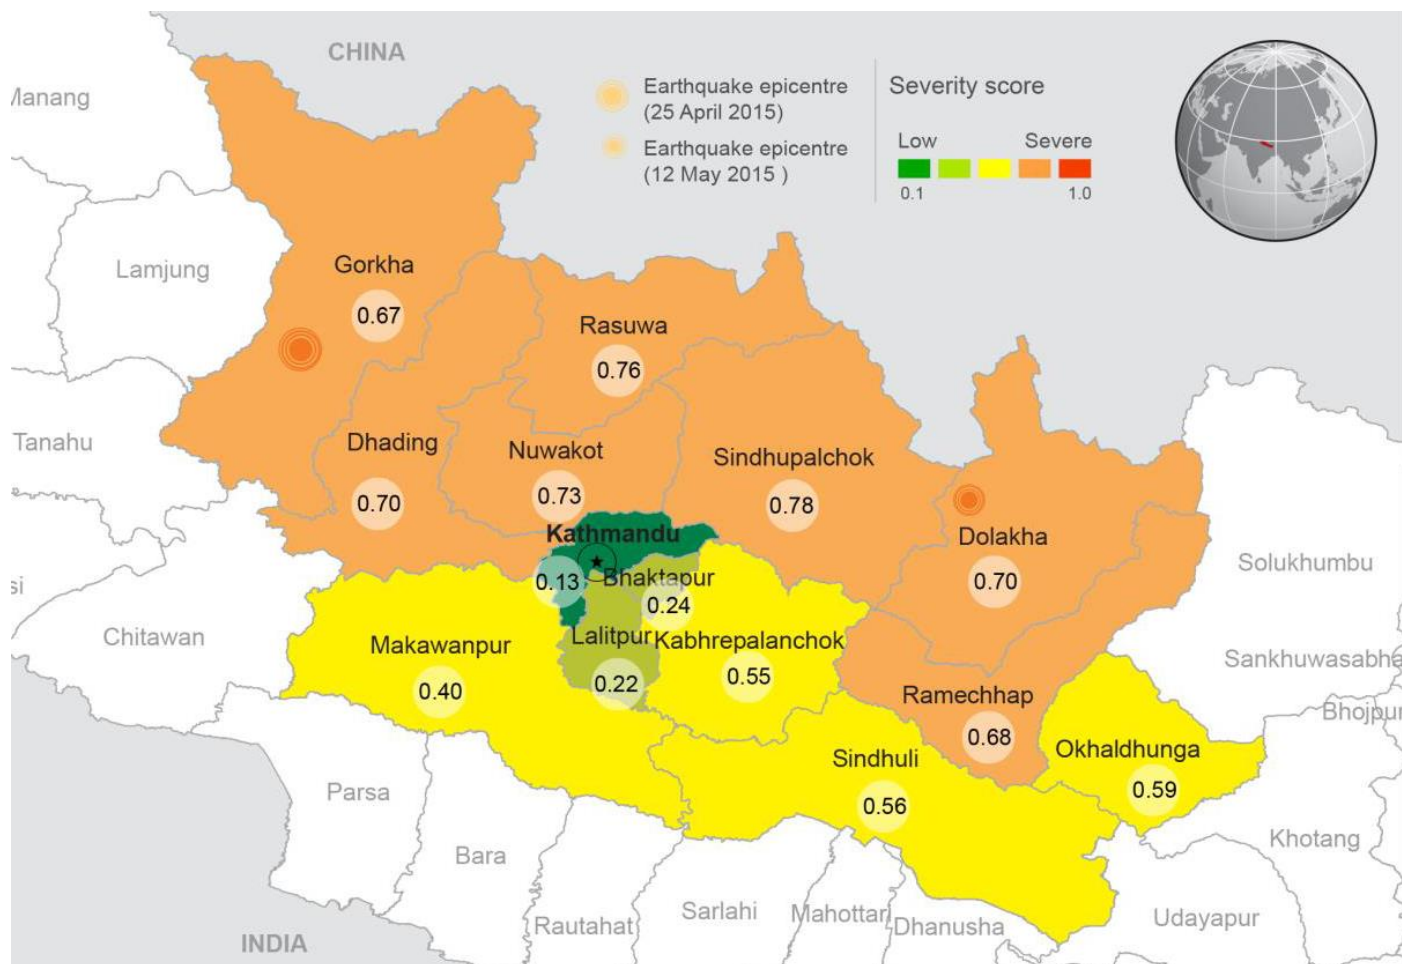 CHINA
Manang
Earthquake epicentre
(25 April 2015)
Earthquake epicentre
(12 May 2015 )
Severity score
Low Severe
0.1 1.0
Lamjung
Gorkha
0.67
Rasuwa
0.76
Tanahu
Dhading
0.70
Nuwakot
0.73
Sindhupalchok
0.78
Dolakha
0.70
Solukhumbu
Kathmandu
0.13
Bhaktapur
0.24
si
Chitawan
Makawanpur
0.40
Lalitpur
0.22
Kabhrepalanchok
0.55
Sankhuwasabha
Ramechhap
0.68
Bhojpur
Okhaldhunga
0.59
Sindhuli
0.56
Parsa
Bara
Khotang
Rautahat
Sarlahi
Mahottari
Dhanusha
Udayapur
INDIA